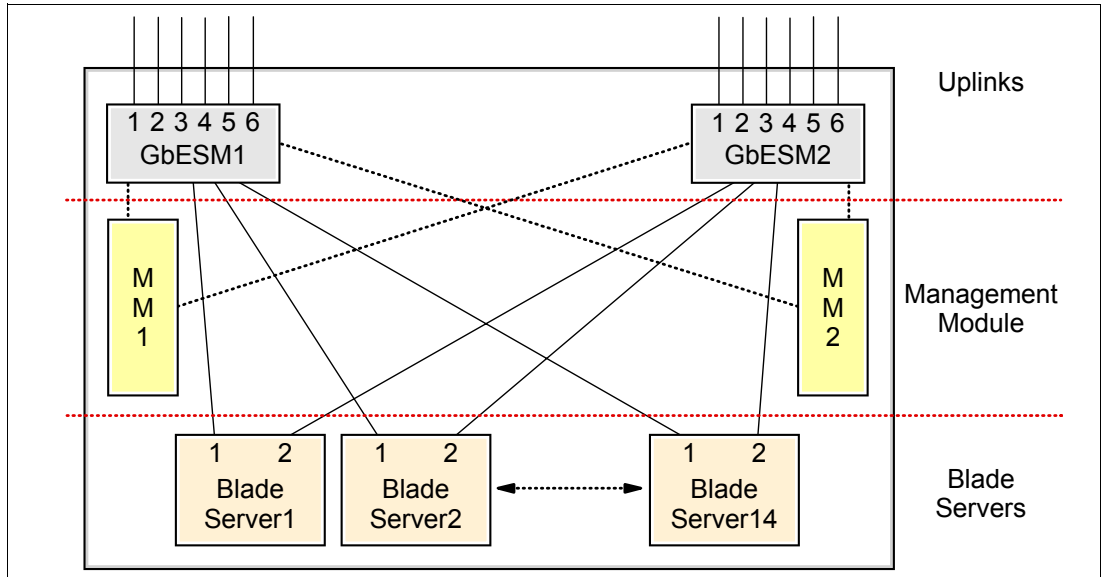 Uplinks
1 2 3 4 5 6
GbESM1
1 2 3 4 5 6
GbESM2
M
M
1
M
M
2
Management
Module
1 2
Blade
Server1
1 2
Blade
Server2
1 2
Blade
Server14
Blade
Servers